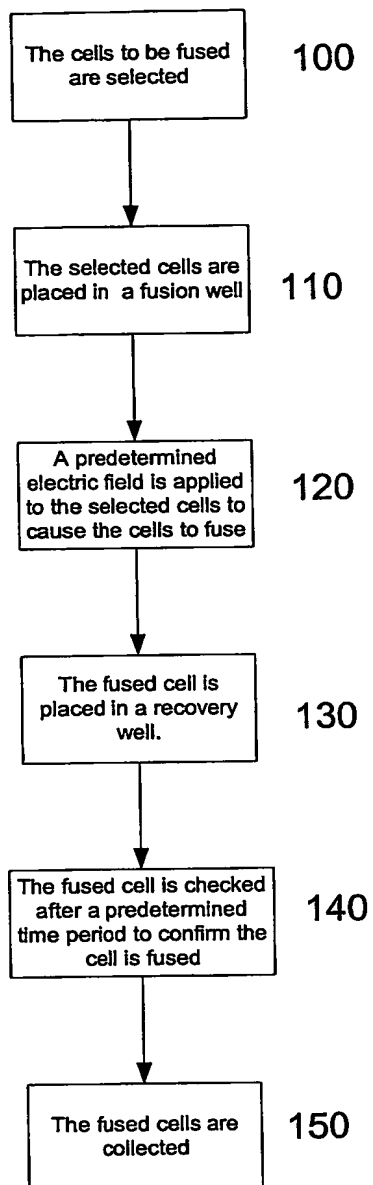 The cells to be fused
are selected
100
The selected cells are
placed in a fusion well
110
A predetermined
electric field is applied
to the selected cells to
cause the cells to fuse
120
The fused cell is
placed in a recovery
well.
130
The fused cell is checked
after a predetermined
time period to confirm the
cell is fused
140
The fused cells are
collected
150